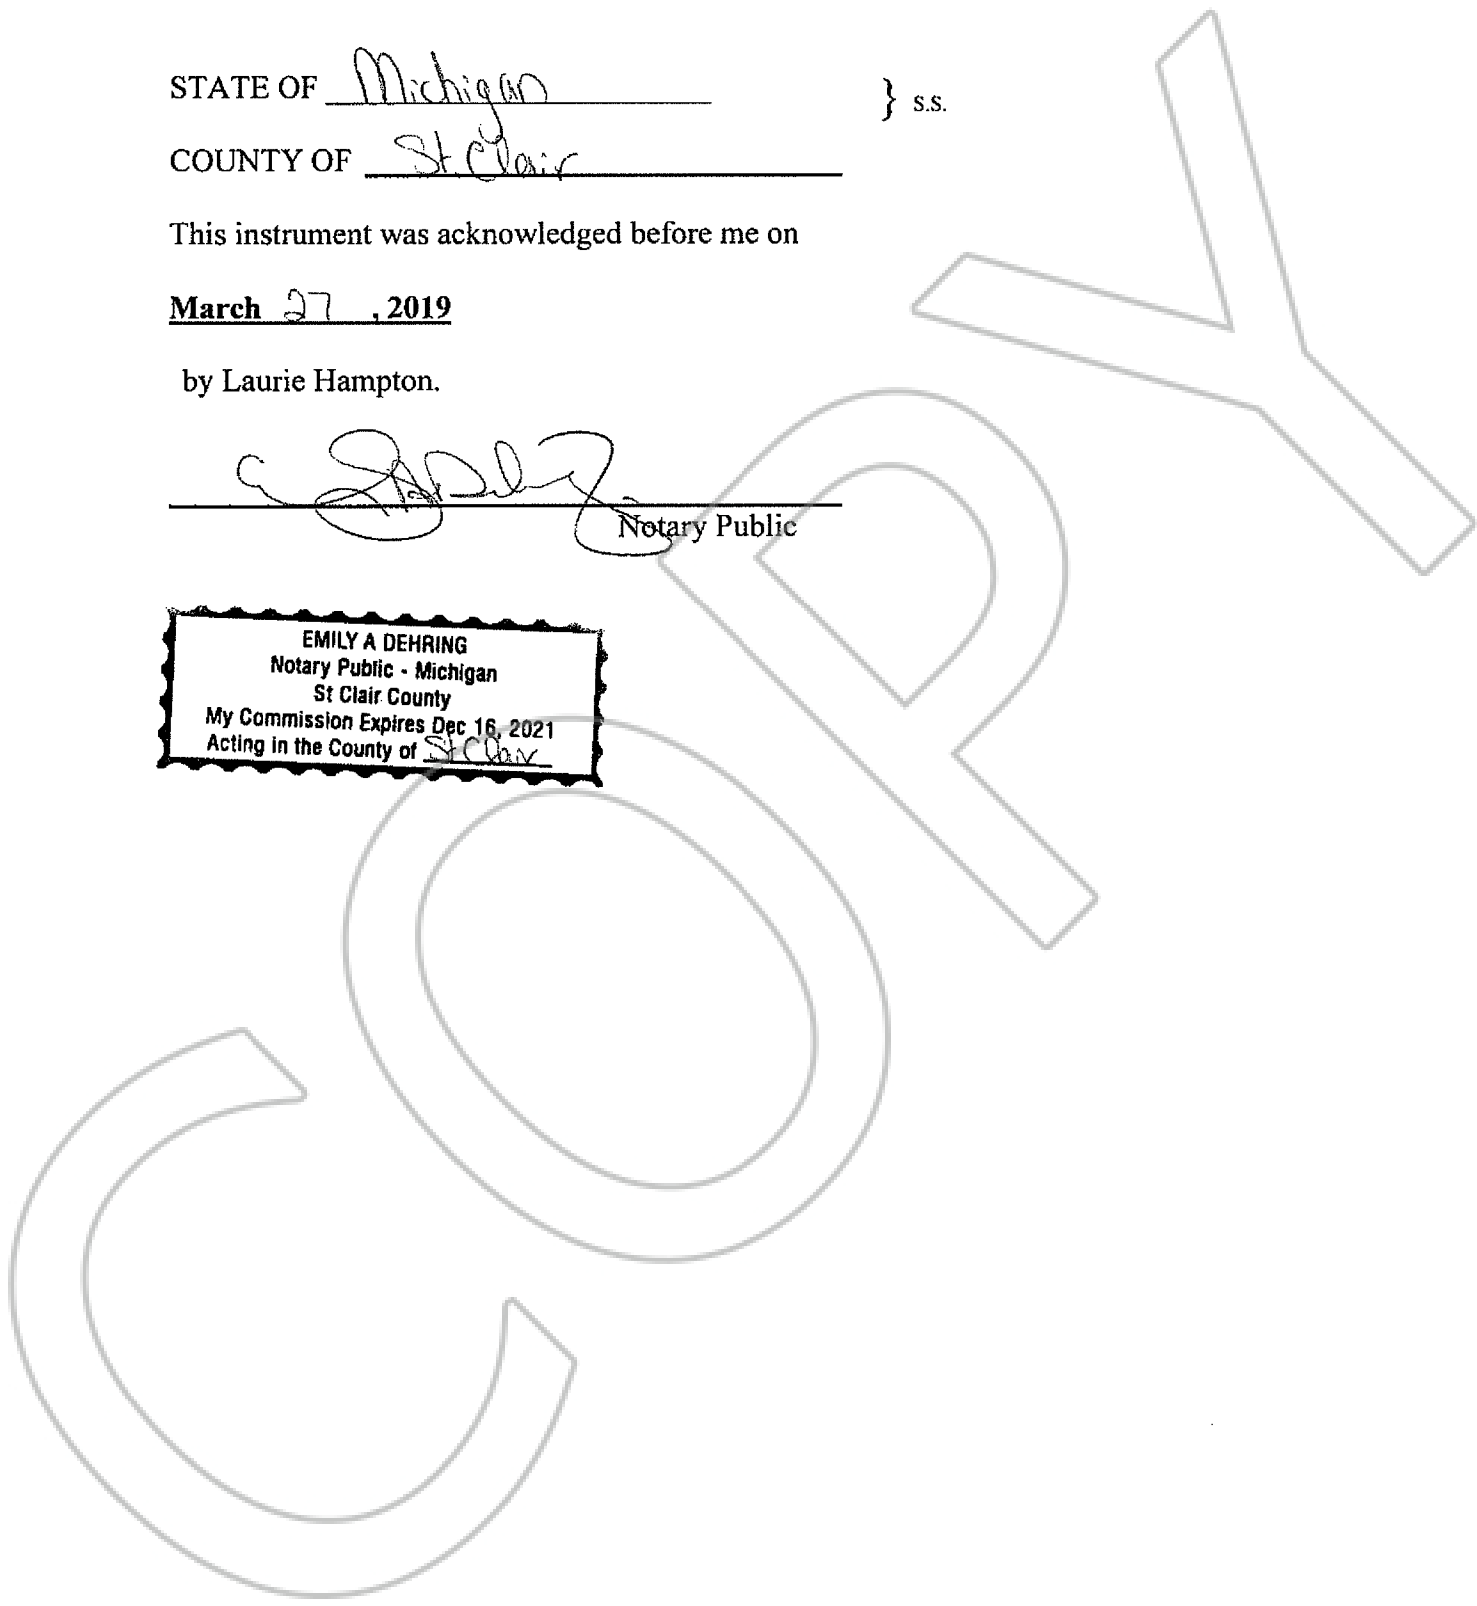 STATE OF Michigan } s.s.
COUNTY OF St. Clair
This instrument was acknowledged before me on
March 27, 2019
by Laurie Hampton.
Notary Public
EMILY A DEHRING
Notary Public - Michigan
St Clair County
My Commission Expires Dec 16, 2021
Acting in the County of St Clair
COPY